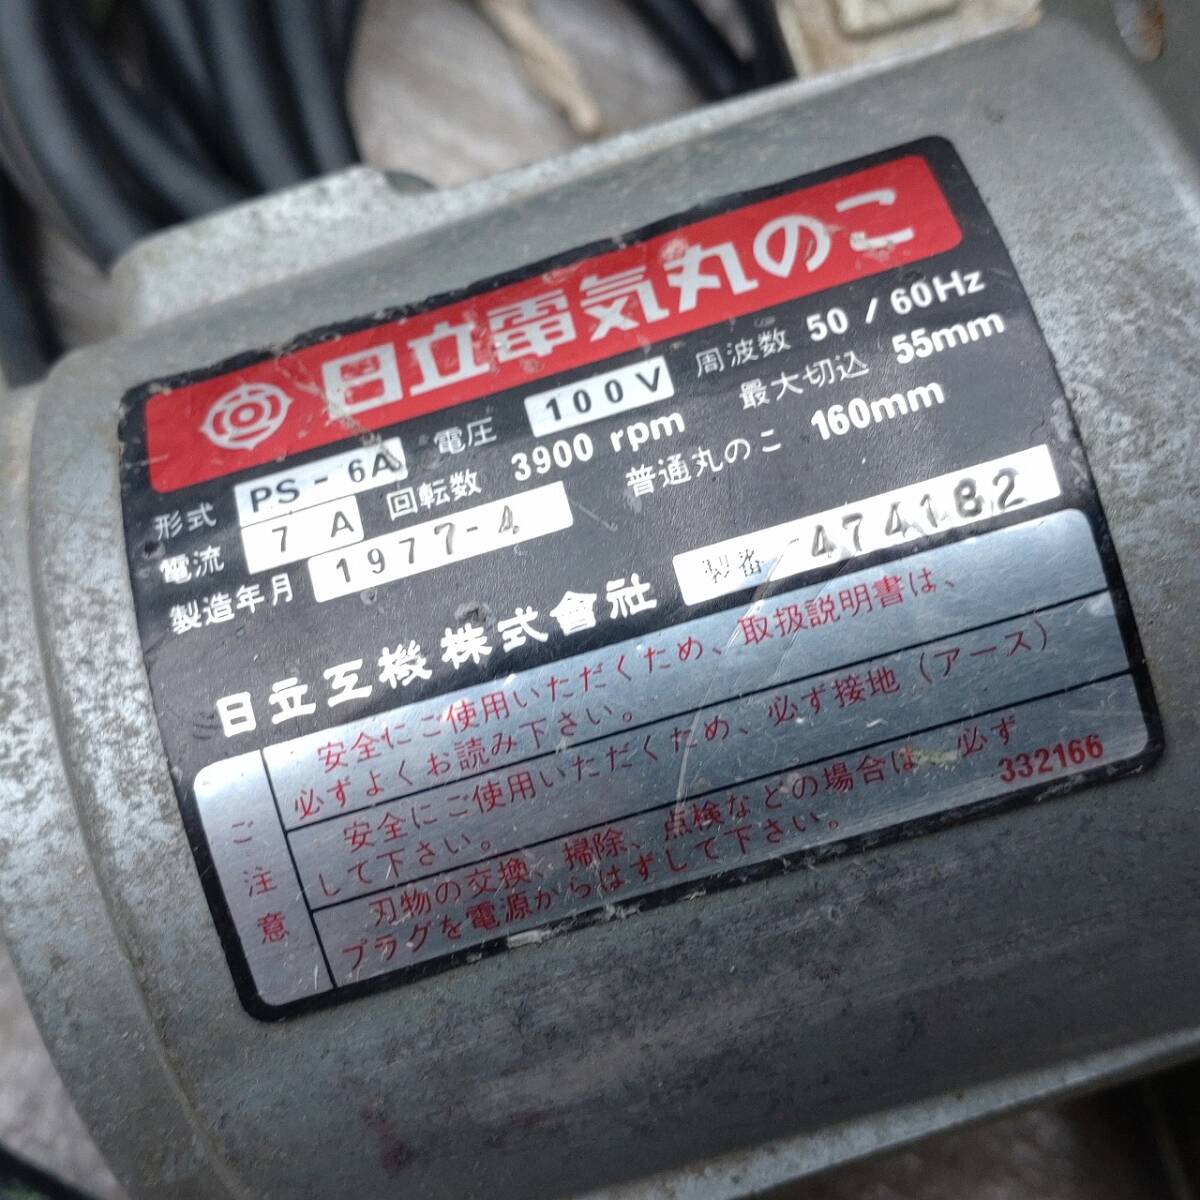 日立電気丸のこ
形式 PS-6A 電圧 100V 周波数 50/60Hz
電流 7A 回転数 3900 rpm 最大切込 55mm
製造年月 1977-4 普通丸のこ 160mm
日立工機株式會社 製番 474182
ご注意
安全にご使用いただくため、取扱説明書は、
必ずよくお読み下さい。
安全にご使用いただくため、必ず接地(アース)
して下さい。
刃物の交換、掃除、点検などの場合は 必ず
プラグを電源からはずして下さい。
332166